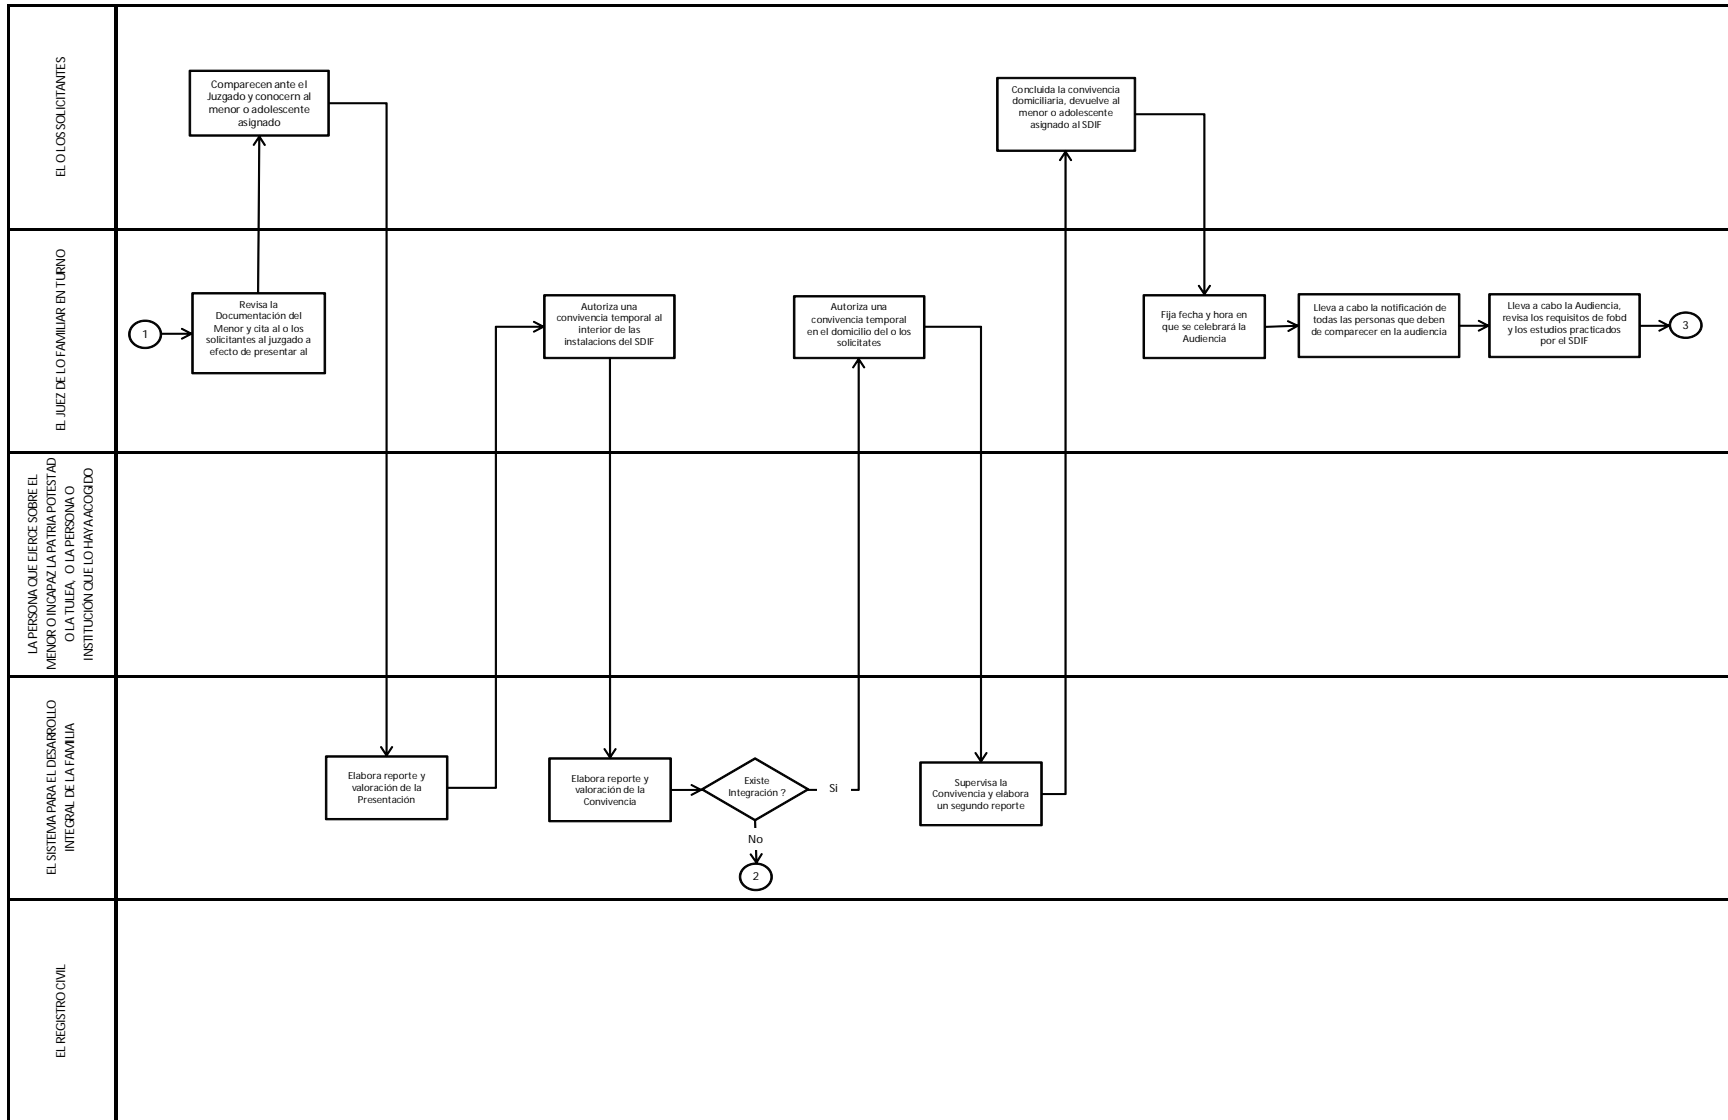 EL O LOS SOLICITANTES
Comparecen ante el
Juzgado y conocern al
menor o adolescente
asignado
Concluida la convivencia
domiciliaria, devuelve al
menor o adolescente
asignado al SDIF
EL JUEZ DE LO FAMILIAR EN TURNO
1
Revisa la
Documentación del
Menor y cita al o los
solicitantes al juzgado a
efecto de presentar al
Autoriza una
convivencia temporal al
interior de las
instalacions del SDIF
Autoriza una
convivencia temporal
en el domicilio del o los
solicitates
Fija fecha y hora en
que se celebrará la
Audiencia
Lleva a cabo la notificación de
todas las personas que deben
de comparecer en la audiencia
Lleva a cabo la Audiencia,
revisa los requisitos de fobd
y los estudios practicados
por el SDIF
3
LA PERSONA QUE EJERCE SOBRE EL
MENOR O INCAPAZ LA PATRIA POTESTAD
O LA TULEA, O LA PERSONA O
INSTITUCIÓN QUE LO HAYA ACOGIDO
EL SISTEMA PARA EL DESARROLLO
INTEGRAL DE LA FAMILIA
Elabora reporte y
valoración de la
Presentación
Elabora reporte y
valoración de la
Convivencia
Existe
Integración ?
Si
No
2
Supervisa la
Convivencia y elabora
un segundo reporte
EL REGISTRO CIVIL